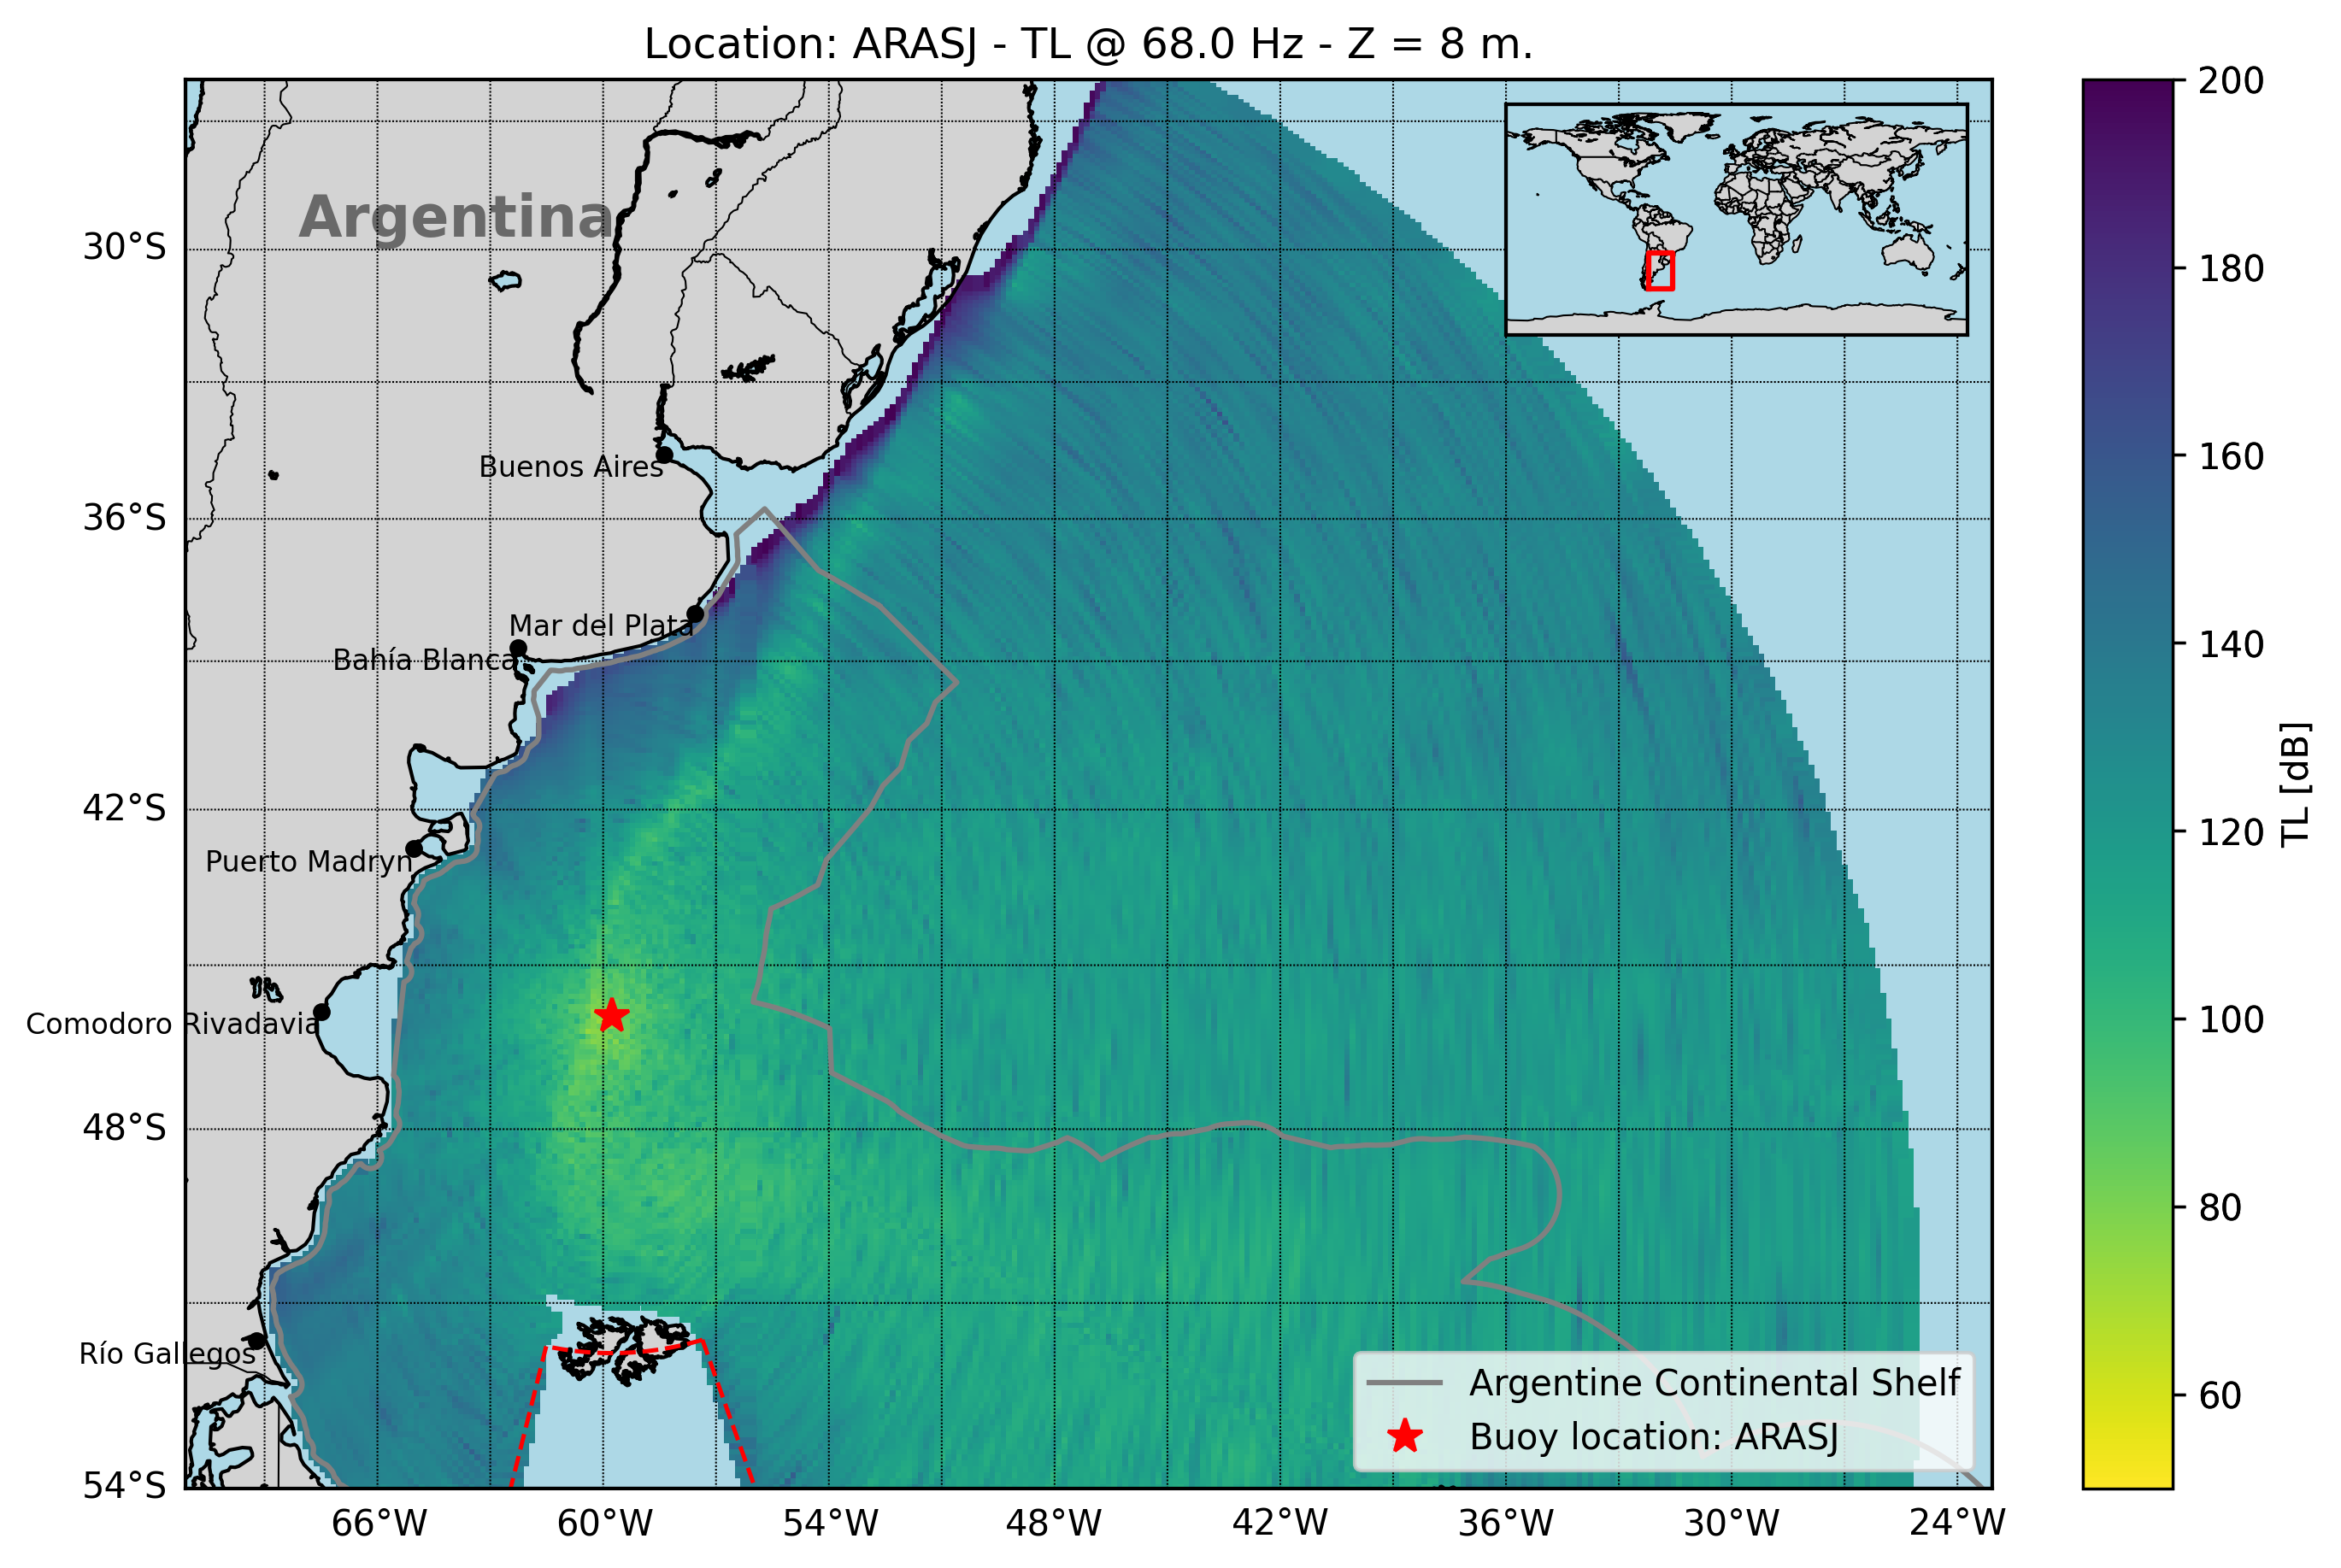 Location: ARASJ - TL @ 68.0 Hz - Z = 8 m.
Argentina
Buenos Aires
Mar del Plata
Bahía Blanca
Puerto Madryn
Comodoro Rivadavia
Río Gallegos
30°S
36°S
42°S
48°S
54°S
66°W
60°W
54°W
48°W
42°W
36°W
30°W
24°W
Argentine Continental Shelf
Buoy location: ARASJ
200
180
160
140
120
100
80
60
TL [dB]